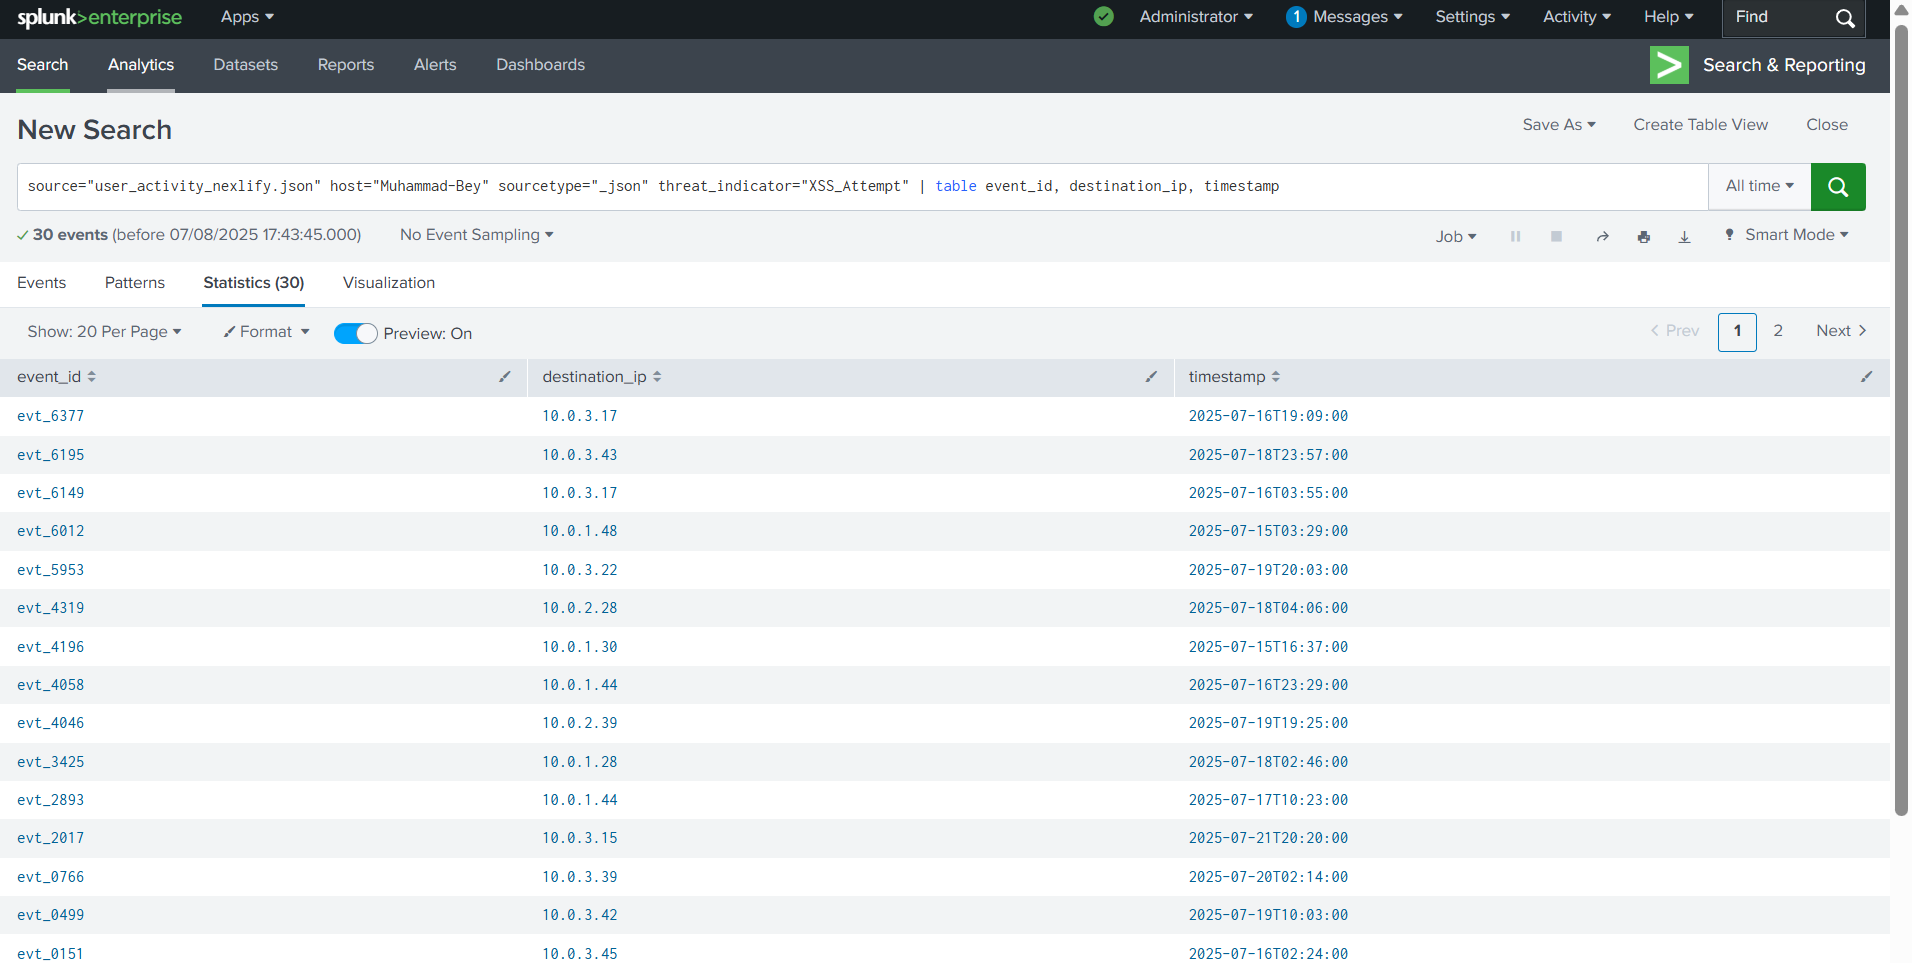 splunk>enterprise Apps Administrator 1 Messages Settings Activity Help Find
Search Analytics Datasets Reports Alerts Dashboards > Search & Reporting
New Search Save As Create Table View Close
source="user_activity_nexlify.json" host="Muhammad-Bey" sourcetype="_json" threat_indicator="XSS_Attempt" | table event_id, destination_ip, timestamp All time
30 events (before 07/08/2025 17:43:45.000) No Event Sampling Job Smart Mode
Events Patterns Statistics (30) Visualization
Show: 20 Per Page Format Preview: On < Prev 1 2 Next >
event_id destination_ip timestamp
evt_6377 10.0.3.17 2025-07-16T19:09:00
evt_6195 10.0.3.43 2025-07-18T23:57:00
evt_6149 10.0.3.17 2025-07-16T03:55:00
evt_6012 10.0.1.48 2025-07-15T03:29:00
evt_5953 10.0.3.22 2025-07-19T20:03:00
evt_4319 10.0.2.28 2025-07-18T04:06:00
evt_4196 10.0.1.30 2025-07-15T16:37:00
evt_4058 10.0.1.44 2025-07-16T23:29:00
evt_4046 10.0.2.39 2025-07-19T19:25:00
evt_3425 10.0.1.28 2025-07-18T02:46:00
evt_2893 10.0.1.44 2025-07-17T10:23:00
evt_2017 10.0.3.15 2025-07-21T20:20:00
evt_0766 10.0.3.39 2025-07-20T02:14:00
evt_0499 10.0.3.42 2025-07-19T10:03:00
evt_0151 10.0.3.45 2025-07-16T02:24:00